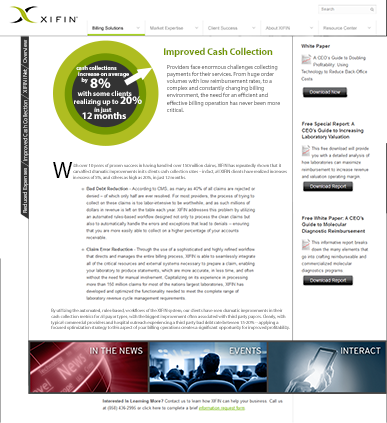 XIFIN
Search
Billing Solutions
Market Expertise
Client Success
About XIFIN
Resource Center
Reduced Expenses / Improved Cash Collection / XIFIN Net / Overview
cash collections
increase on average
by 8%
with some clients
realizing up to 20%
in just
12 months
Improved Cash Collection
Providers face enormous challenges collecting
payments for their services. From huge order
volumes with low reimbursement rates, to a
complex and constantly changing billing
environment, the need for an efficient and
effective billing operation has never been more
critical.
With over 10 years of proven success in having handled over 150 million claims, XIFIN has repeatedly shown that it
can affect dramatic improvements in its client's cash collection rates – in fact, all XIFIN clients have realized increases
in excess of 5%, and often as high as 20%, in just 12 months.
Bad Debt Reduction - According to CMS, as many as 40% of all claims are rejected or
denied – of which only half are ever resolved. For most providers, the process of trying to
collect on these claims is too labor-intensive to be worthwhile, and as such millions of
dollars in revenue is left on the table each year. XIFIN addresses this problem by utilizing
an automated, rules-based workflow designed not only to process the clean claims but
also to automatically handle the errors and exceptions that lead to denials – ensuring
that you are more easily able to collect on a higher percentage of your accounts
receivable.
Claim Error Reduction - Through the use of a sophisticated and highly refined workflow
that directs and manages the entire billing process, XIFIN is able to seamlessly integrate
all of the critical resources and external systems necessary to prepare a claim, enabling
your laboratory to produce statements, which are more accurate, in less time, and often
without the need for manual involvement. Capitalizing on its experience in processing
more than 150 million claims for most of the nations largest laboratories, XIFIN has
developed and optimized the functionality needed to meet the complete range of
laboratory revenue cycle management requirements.
By utilizing the automated, rules-based, workflows of the XIFIN system, our clients have seen dramatic improvements in their
cash collection metrics for all payor types, with the biggest improvement often associated with third party payors. Clearly, with
typical commercial providers and hospital outreach experiencing a third party bad debt rate between 15-20% – applying a
focused optimization strategy to this aspect of your billing operations creates a significant opportunity for improved profitability.
White Paper
A CEO's Guide to Disabling
Profitability: Using
Technology to Reduce Back Office
Costs
Download Now
Free Special Report: A
CEO's Guide to Increasing
Laboratory Valuation
This free download will provide
you with a detailed analysis of
how laboratories can maximize
reimbursement to increase revenue
and valuation operating margin
Download Report
Free White Paper: A CEO's
Guide to Molecular
Diagnostic Reimbursement
This informative report breaks
down the many elements that
go into crafting reimbursable and
commercialized molecular
diagnostics programs.
Download Report
IN THE NEWS
EVENTS
INTERACT
Interested In Learning More? Contact us to learn how XIFIN can help your business. Call us
at (858) 436-2995 or click here to complete a brief information request form